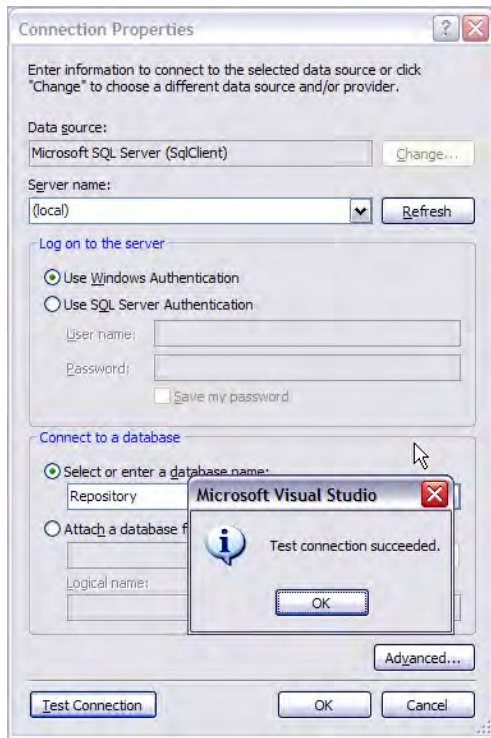 Connection Properties
Enter information to connect to the selected data source or click
"Change" to choose a different data source and/or provider.
Data source:
Microsoft SQL Server (SqlClient)
Change...
Server name:
(local)
Refresh
Log on to the server
Use Windows Authentication
Use SQL Server Authentication
User name:
Password:
Save my password
Connect to a database
Select or enter a database name:
Repository
Microsoft Visual Studio
Attach a database f
Test connection succeeded.
Logical name:
OK
Advanced...
Test Connection
OK
Cancel